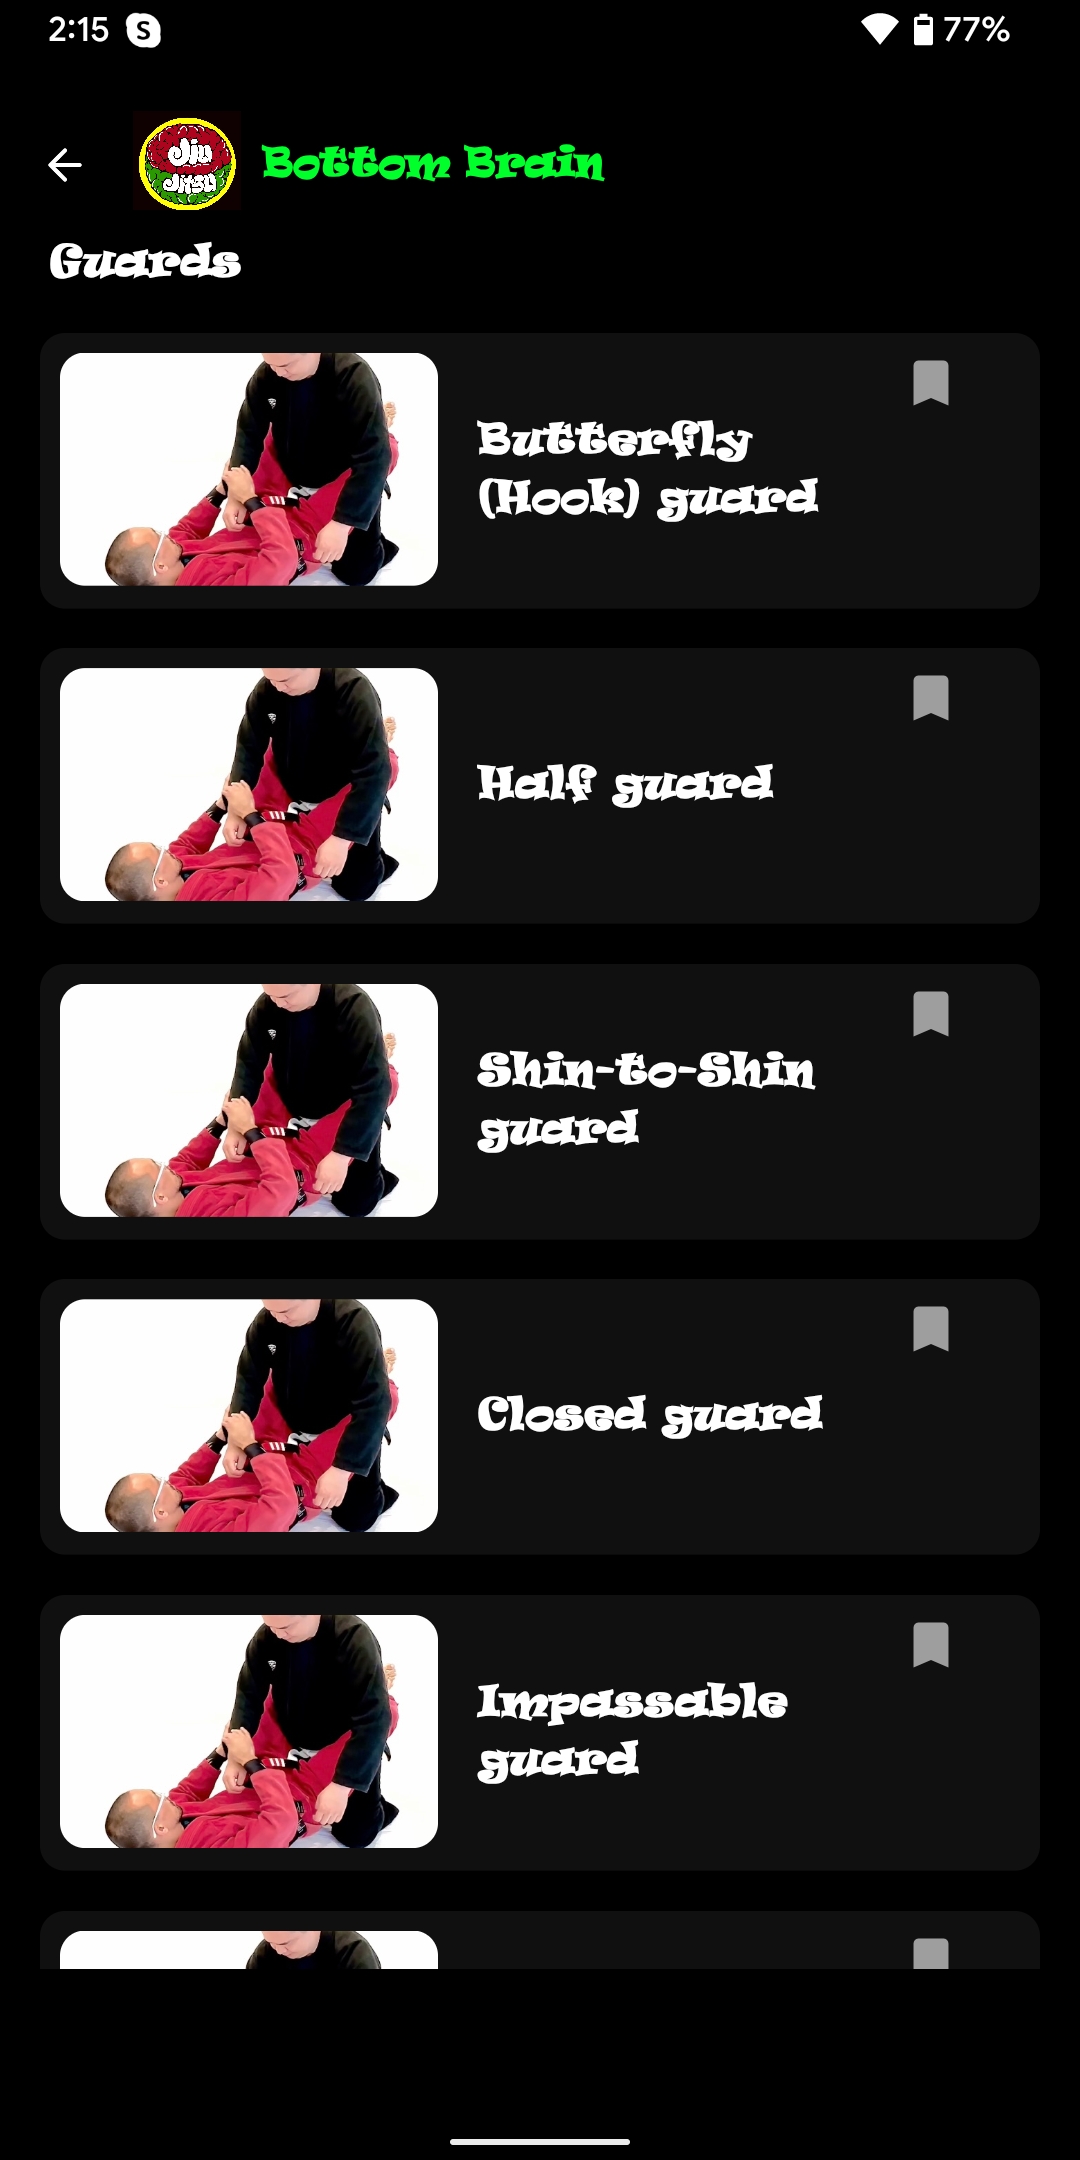 2:15 S 77%
Jiu
Jitsu
Bottom Brain
Guards
Butterfly
(Hook) guard
Half guard
Shin-to-Shin
guard
Closed guard
Impassable
guard